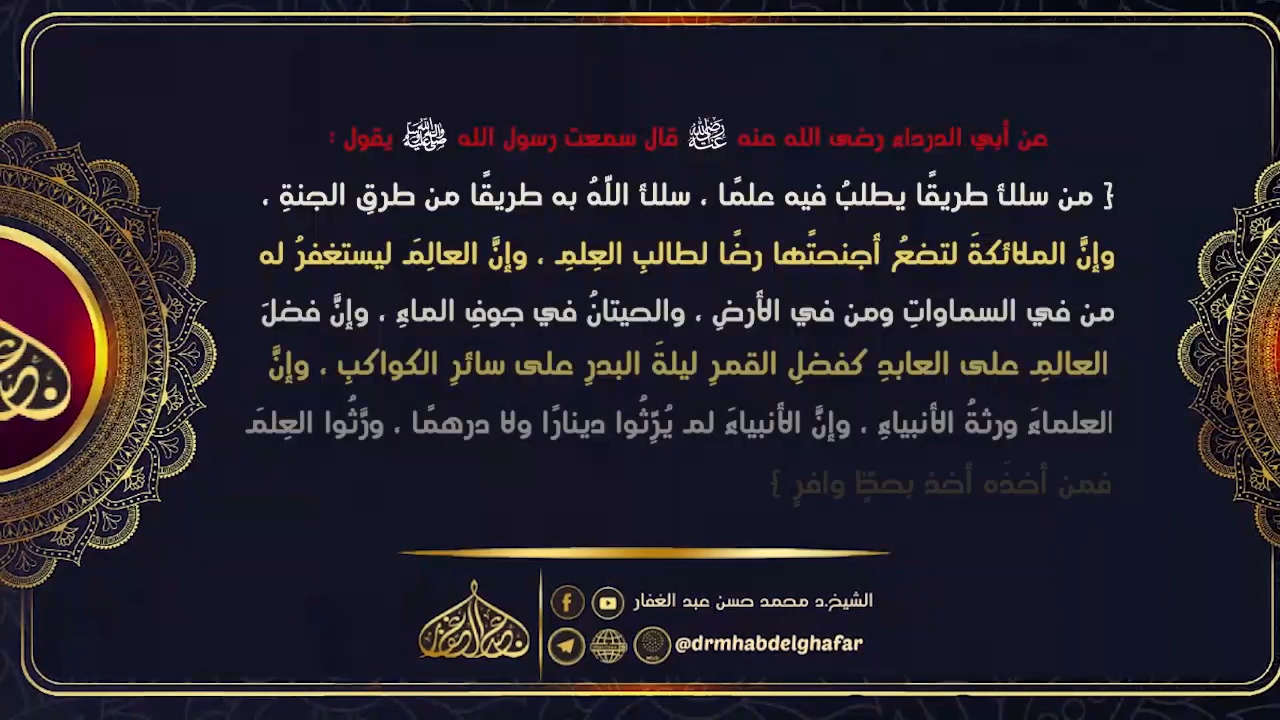 عن أبي الدرداء رضى الله عنه ﵁ قال سمعت رسول الله ﷺ يقول :
{ من سلك طريقًا يطلبُ فيه علمًا ، سلك اللّهُ به طريقًا من طرقِ الجنةِ ،
وإنَّ الملائكةَ لتضعُ أجنحتَها رضًا لطالبِ العِلمِ ، وإنَّ العالِمَ ليستغفرُ له
من في السماواتِ ومن في الأرضِ ، والحيتانُ في جوفِ الماءِ ، وإنَّ فضلَ
العالمِ على العابدِ كفضلِ القمرِ ليلةَ البدرِ على سائرِ الكواكبِ ، وإنَّ
العلماءَ ورثةُ الأنبياءِ ، وإنَّ الأنبياءَ لم يُرِّثُوا دينارًا ولا درهمًا ، ورَّثُوا العِلمَ
فمن أخذَه أخذ بحظٍّ وافرٍ }
الشيخ.د محمد حسن عبد الغفار
@drmhabdelghafar